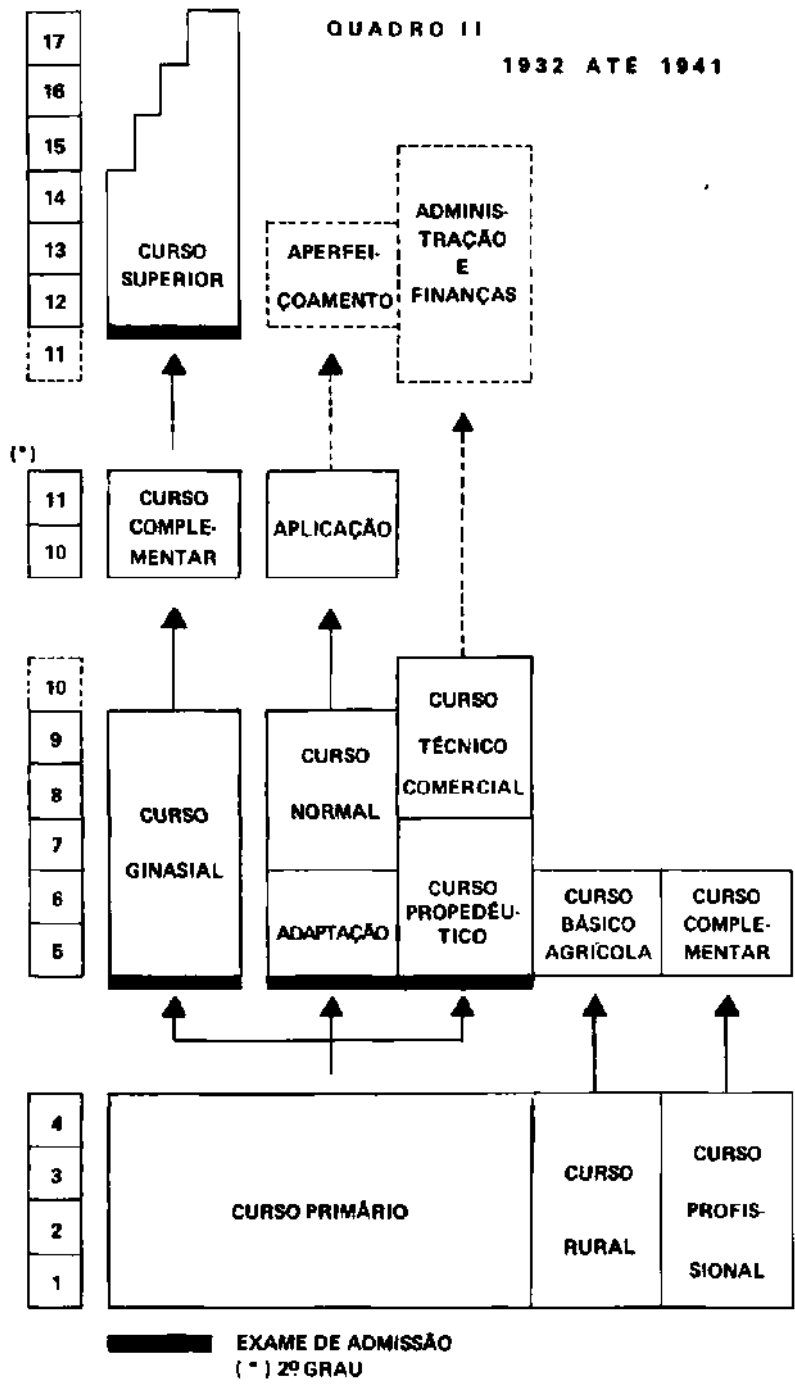 QUADRO II
1932 ATÉ 1941
17
16
15
14
13
12
11
CURSO
SUPERIOR
APERFEI-
ÇOAMENTO
ADMINIS-
TRAÇÃO
E
FINANÇAS
(*)
11
10
CURSO
COMPLE-
MENTAR
APLICAÇÃO
10
9
8
7
6
5
CURSO
GINASIAL
CURSO
NORMAL
ADAPTAÇÃO
CURSO
TÉCNICO
COMERCIAL
CURSO
PROPEDÊU-
TICO
CURSO
BÁSICO
AGRÍCOLA
CURSO
COMPLE-
MENTAR
4
3
2
1
CURSO PRIMÁRIO
CURSO
RURAL
CURSO
PROFIS-
SIONAL
EXAME DE ADMISSÃO
(*) 2º GRAU